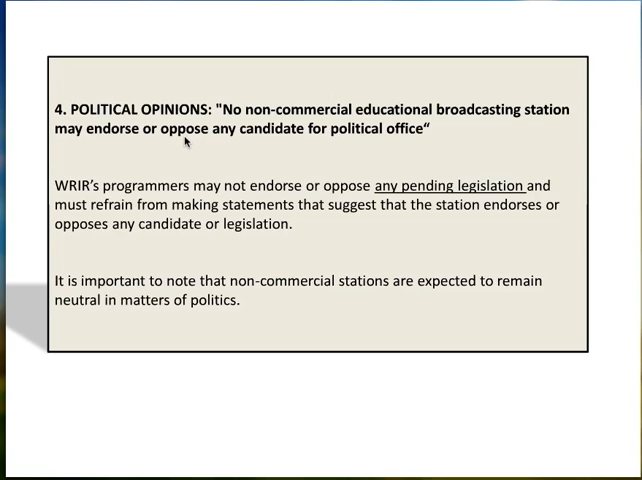 4. POLITICAL OPINIONS: "No non-commercial educational broadcasting station
may endorse or oppose any candidate for political office“
WRIR’s programmers may not endorse or oppose any pending legislation and
must refrain from making statements that suggest that the station endorses or
opposes any candidate or legislation.
It is important to note that non-commercial stations are expected to remain
neutral in matters of politics.